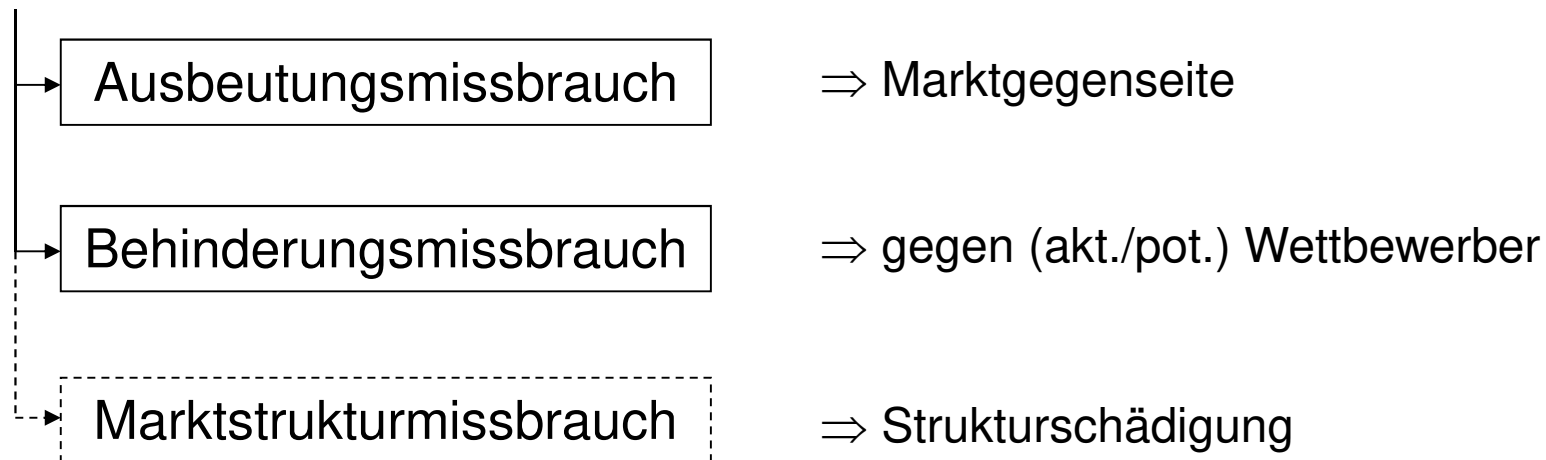 Ausbeutungsmissbrauch ⇒ Marktgegenseite
Behinderungsmissbrauch ⇒ gegen (akt./pot.) Wettbewerber
Marktstrukturmissbrauch ⇒ Strukturschädigung